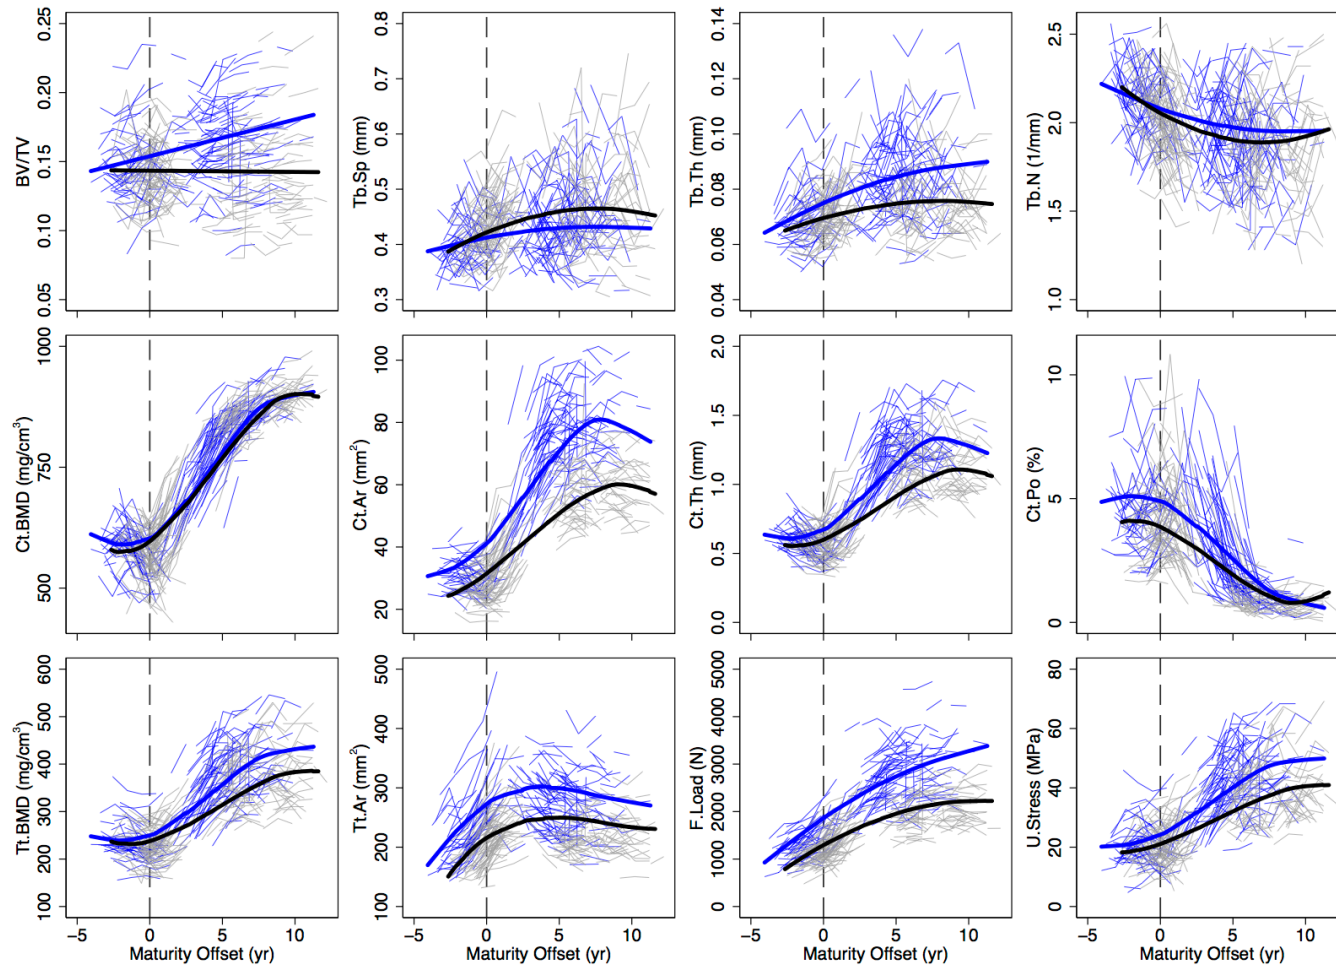 BV/TV
0.05 0.10 0.15 0.20 0.25
Tb.Sp (mm)
0.3 0.4 0.5 0.6 0.7 0.8
Tb.Th (mm)
0.04 0.06 0.08 0.10 0.12 0.14
Tb.N (1/mm)
1.0 1.5 2.0 2.5
Ct.BMD (mg/cm³)
500 750 1000
Ct.Ar (mm²)
20 40 60 80 100
Ct.Th (mm)
0.0 0.5 1.0 1.5 2.0
Ct.Po (%)
0 5 10
Tt.BMD (mg/cm³)
100 200 300 400 500 600
Tt.Ar (mm²)
100 200 300 400 500 600
F.Load (N)
0 1000 2000 3000 4000 5000
U.Stress (MPa)
0 20 40 60 80
−5 0 5 10
Maturity Offset (yr)
−5 0 5 10
Maturity Offset (yr)
−5 0 5 10
Maturity Offset (yr)
−5 0 5 10
Maturity Offset (yr)